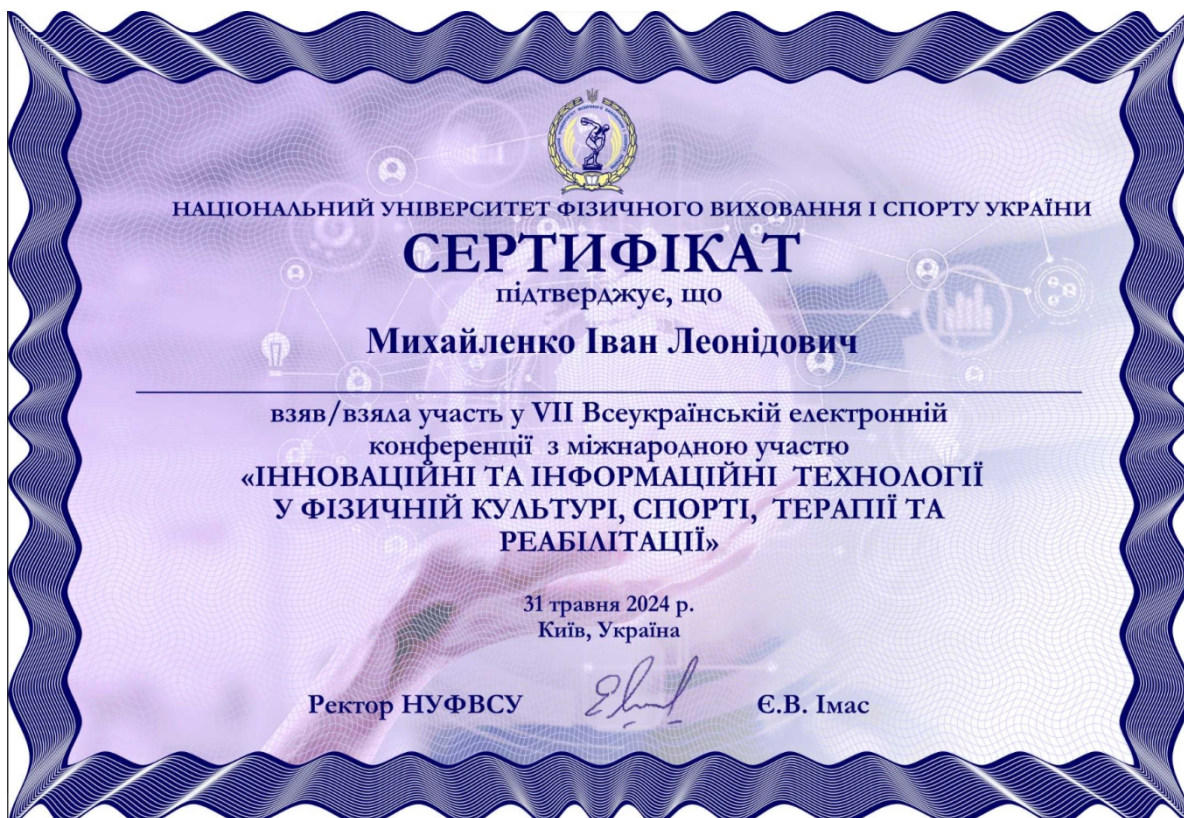 НАЦІОНАЛЬНИЙ УНІВЕРСИТЕТ ФІЗИЧНОГО ВИХОВАННЯ І СПОРТУ УКРАЇНИ
СЕРТИФІКАТ
підтверджує, що
Михайленко Іван Леонідович
взяв/взяла участь у VII Всеукраїнській електронній
конференції з міжнародною участю
«ІННОВАЦІЙНІ ТА ІНФОРМАЦІЙНІ ТЕХНОЛОГІЇ
У ФІЗИЧНІЙ КУЛЬТУРІ, СПОРТІ, ТЕРАПІЇ ТА
РЕАБІЛІТАЦІЇ»
31 травня 2024 р.
Київ, Україна
Ректор НУФВСУ Є.В. Імас